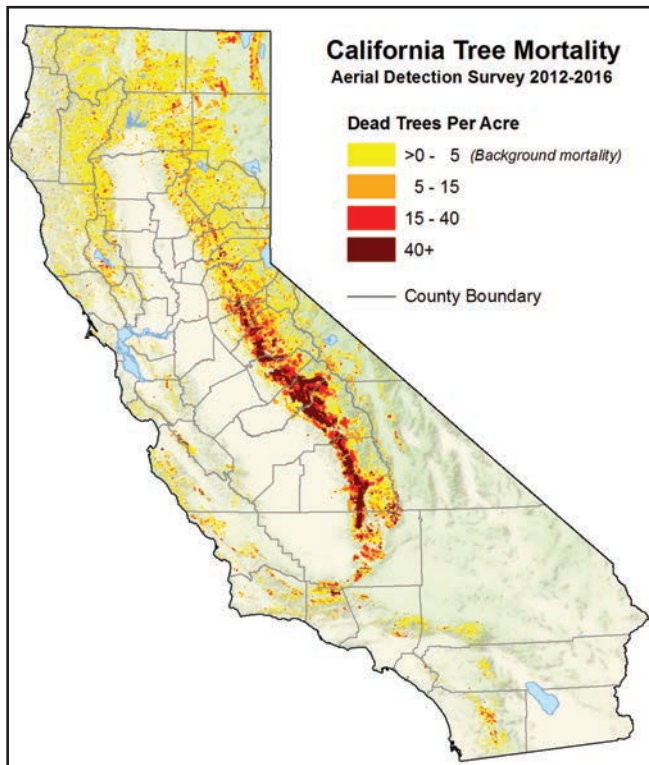 California Tree Mortality
Aerial Detection Survey 2012-2016
Dead Trees Per Acre
>0 - 5 (Background mortality)
5 - 15
15 - 40
40+
County Boundary